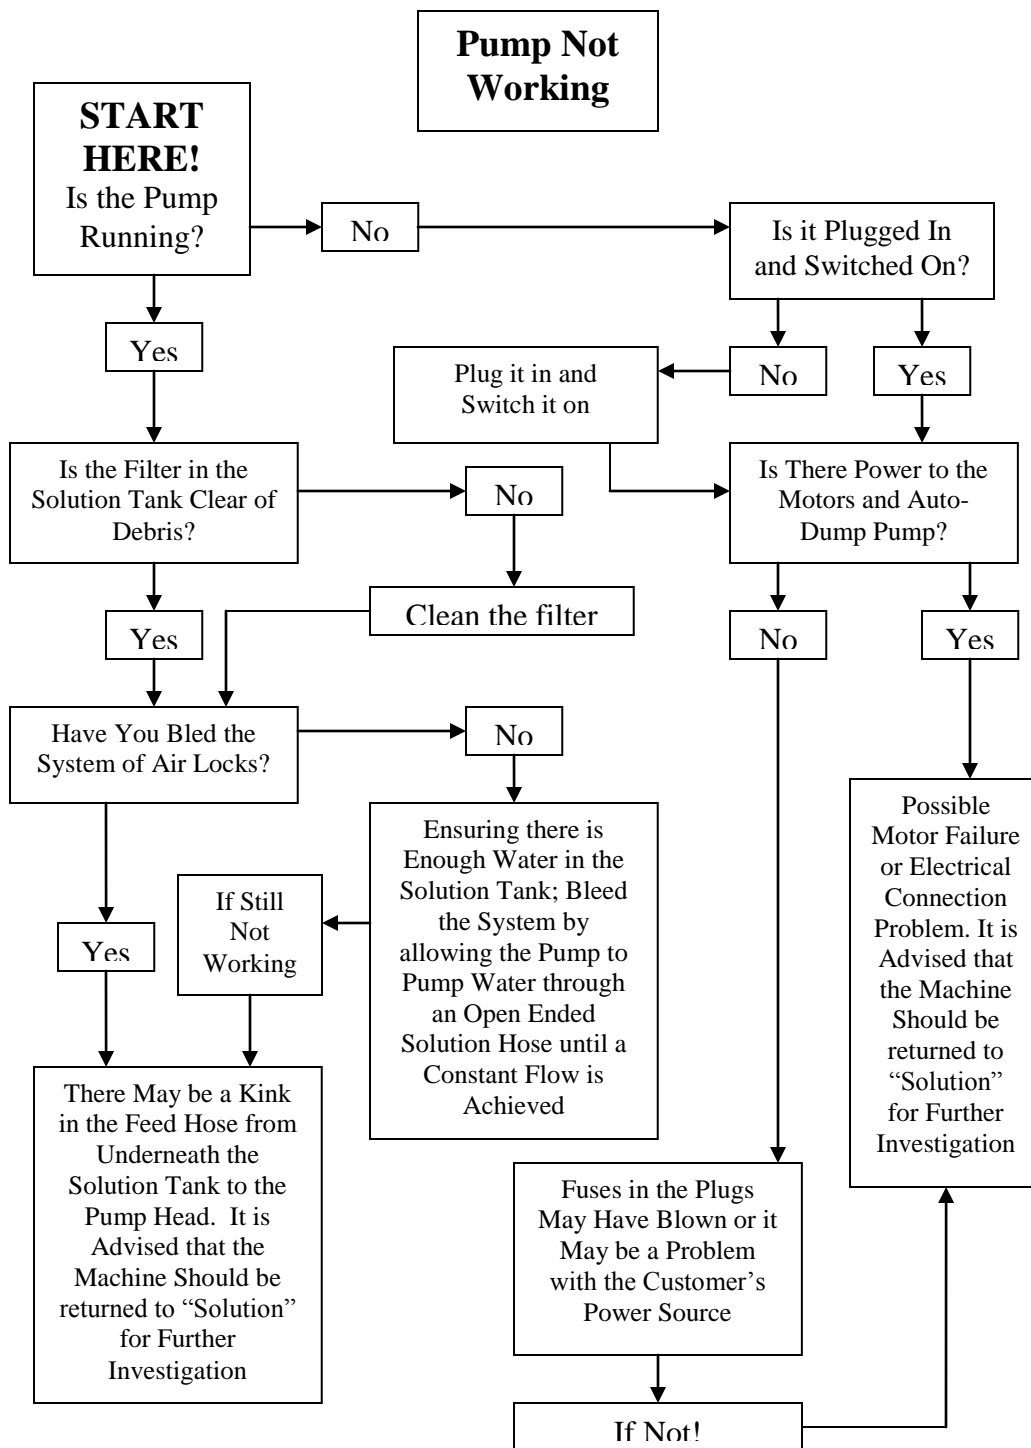 Pump Not
Working
START
HERE!
Is the Pump
Running?
No
Is it Plugged In
and Switched On?
Yes
Plug it in and
Switch it on
No
Yes
Is the Filter in the
Solution Tank Clear of
Debris?
No
Is There Power to the
Motors and Auto-
Dump Pump?
Yes
Clean the filter
No
Yes
Have You Bled the
System of Air Locks?
No
Ensuring there is
Enough Water in the
Solution Tank; Bleed
the System by
allowing the Pump to
Pump Water through
an Open Ended
Solution Hose until a
Constant Flow is
Achieved
If Still
Not
Working
Yes
Possible
Motor Failure
or Electrical
Connection
Problem. It is
Advised that
the Machine
Should be
returned to
“Solution”
for Further
Investigation
There May be a Kink
in the Feed Hose from
Underneath the
Solution Tank to the
Pump Head.  It is
Advised that the
Machine Should be
returned to “Solution”
for Further
Investigation
Fuses in the Plugs
May Have Blown or it
May be a Problem
with the Customer’s
Power Source
If Not!